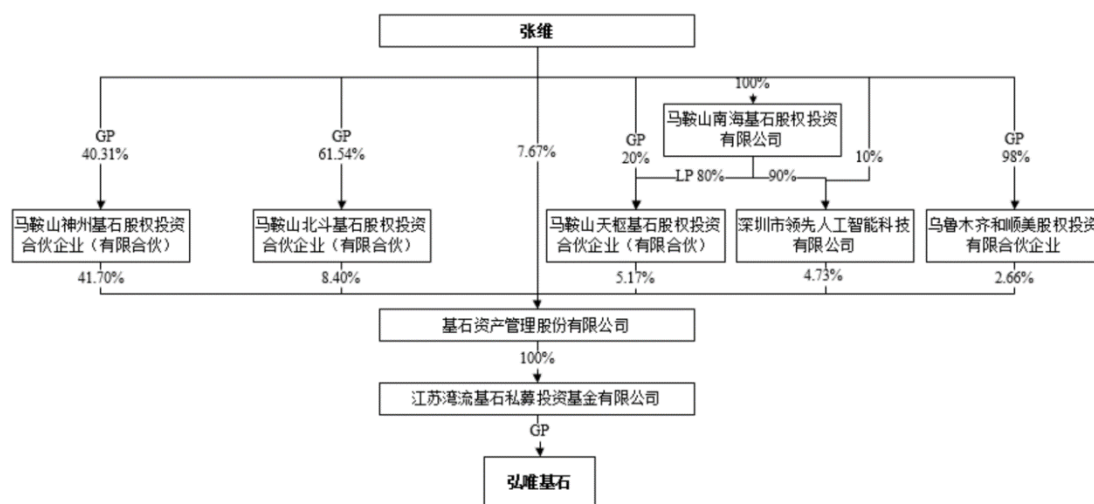 张维
100%
马鞍山南海基石股权投资
有限公司
GP
40.31%
GP
61.54%
7.67%
GP
20%
10%
GP
98%
LP 80%
90%
马鞍山神州基石股权投资
合伙企业（有限合伙）
马鞍山北斗基石股权投资
合伙企业（有限合伙）
马鞍山天枢基石股权投资
合伙企业（有限合伙）
深圳市领先人工智能科技
有限公司
乌鲁木齐和顺美股权投资
有限合伙企业
41.70%
8.40%
5.17%
4.73%
2.66%
基石资产管理股份有限公司
100%
江苏湾流基石私募投资基金有限公司
GP
弘唯基石